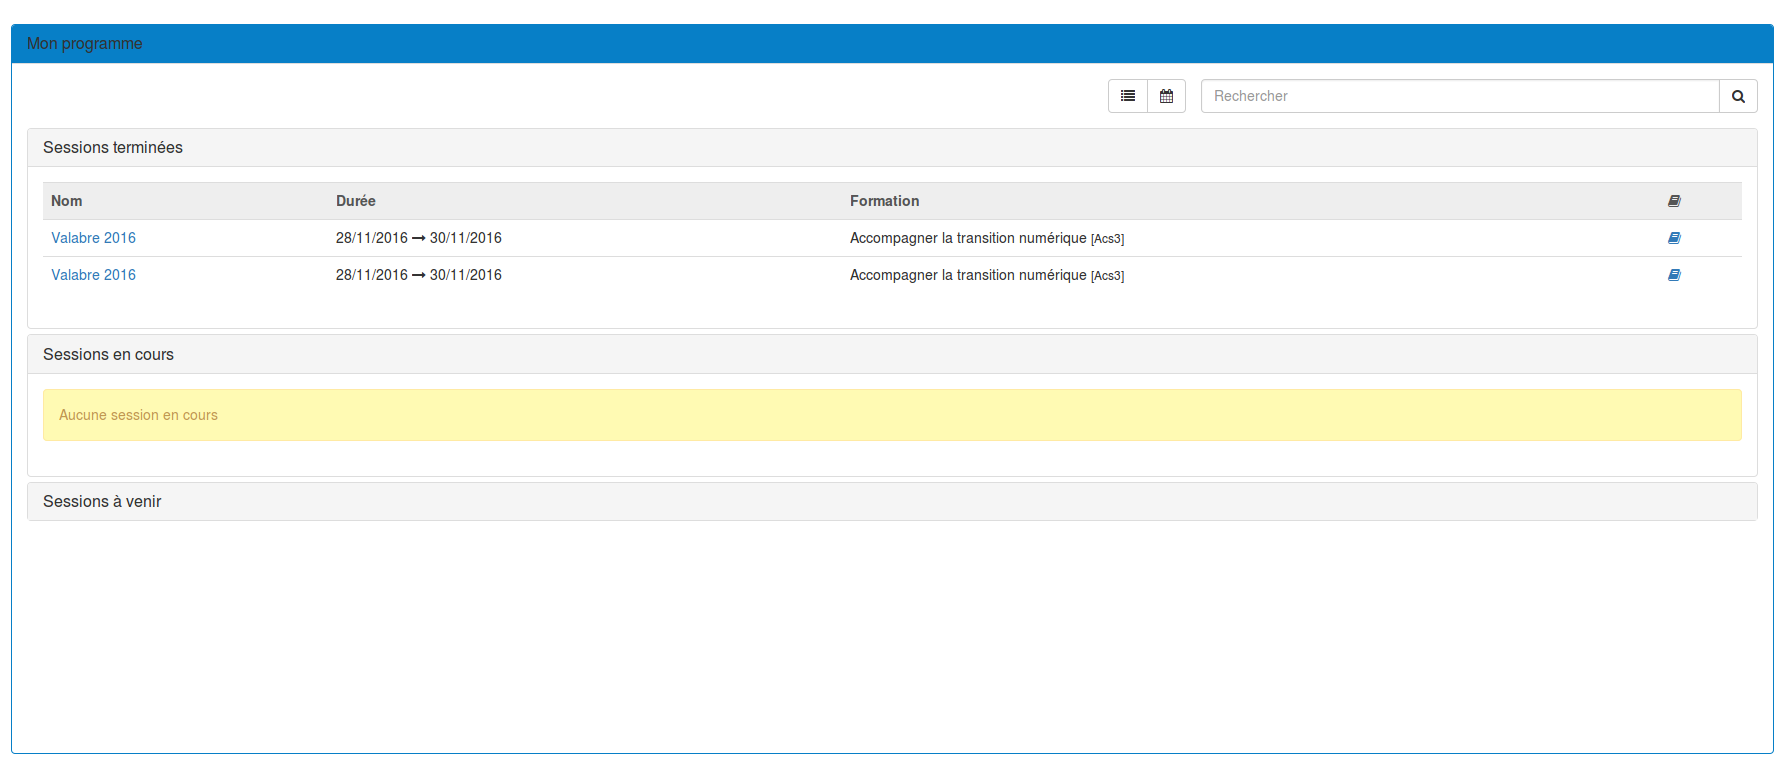 Mon programme
Rechercher
Sessions terminées
Nom Durée Formation
Valabre 2016 28/11/2016 → 30/11/2016 Accompagner la transition numérique [Acs3]
Valabre 2016 28/11/2016 → 30/11/2016 Accompagner la transition numérique [Acs3]
Sessions en cours
Aucune session en cours
Sessions à venir